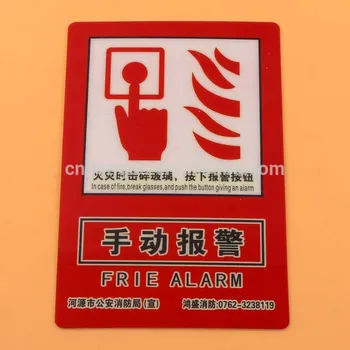 火灾时击碎玻璃，按下报警按钮
In case of fire,break glasses,and push the button giving an alarm
手动报警
FRIE ALARM
河源市公安消防局(宣) 鸿盛消防:0762-3238119